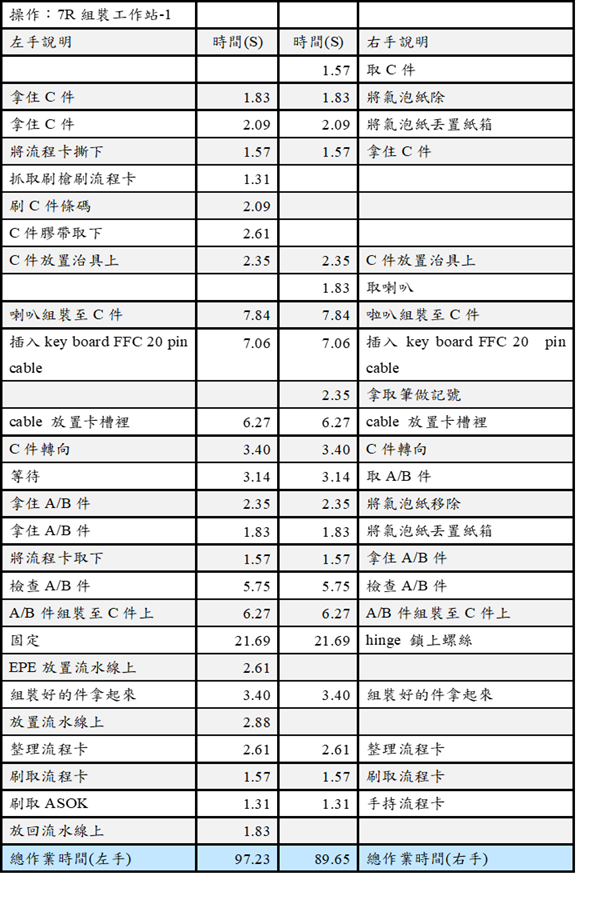 操作：7R 組裝工作站-1
左手說明 時間(S) 時間(S) 右手說明
1.57 取 C 件
拿住 C 件 1.83 1.83 將氣泡紙除
拿住 C 件 2.09 2.09 將氣泡紙丟置紙箱
將流程卡撕下 1.57 1.57 拿住 C 件
抓取刷槍刷流程卡 1.31
刷 C 件條碼 2.09
C 件膠帶取下 2.61
C 件放置治具上 2.35 2.35 C 件放置治具上
1.83 取喇叭
喇叭組裝至 C 件 7.84 7.84 啦叭組裝至 C 件
插入 key board FFC 20 pin 7.06 7.06 插入 key board FFC 20 pin
cable cable
2.35 拿取筆做記號
cable 放置卡槽裡 6.27 6.27 cable 放置卡槽裡
C 件轉向 3.40 3.40 C 件轉向
等待 3.14 3.14 取 A/B 件
拿住 A/B 件 2.35 2.35 將氣泡紙移除
拿住 A/B 件 1.83 1.83 將氣泡紙丟置紙箱
將流程卡取下 1.57 1.57 拿住 A/B 件
檢查 A/B 件 5.75 5.75 檢查 A/B 件
A/B 件組裝至 C 件上 6.27 6.27 A/B 件組裝至 C 件上
固定 21.69 21.69 hinge 鎖上螺絲
EPE 放置流水線上 2.61
組裝好的件拿起來 3.40 3.40 組裝好的件拿起來
放置流水線上 2.88
整理流程卡 2.61 2.61 整理流程卡
刷取流程卡 1.57 1.57 刷取流程卡
刷取 ASOK 1.31 1.31 手持流程卡
放回流水線上 1.83
總作業時間(左手) 97.23 89.65 總作業時間(右手)